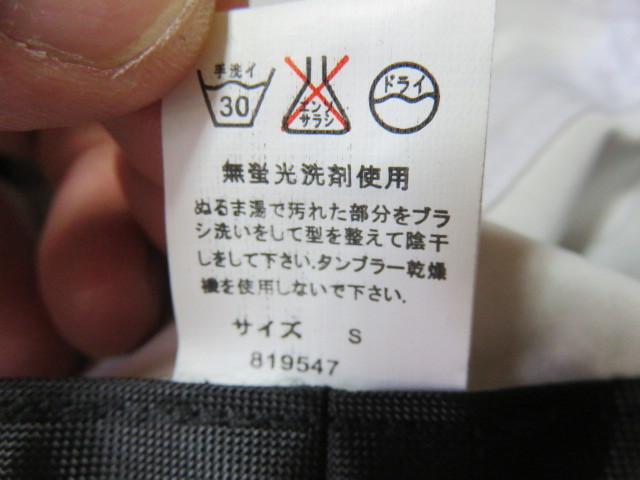 手洗イ
30
エンソ
サラシ
ドライ
無蛍光洗剤使用
ぬるま湯で汚れた部分をブラ
シ洗いをして型を整えて陰干
しをして下さい.タンブラー乾燥
機を使用しないで下さい.
サイズ S
819547